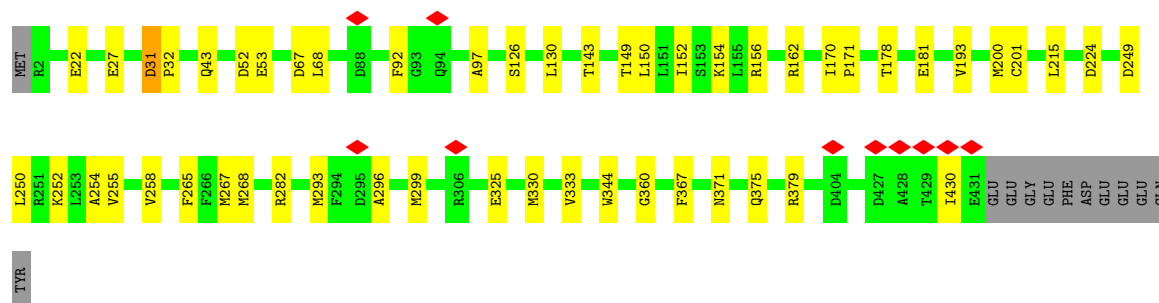 MET R2 E22 E27 D31 P32 Q43 D52 E53 D67 L68 D88 F92 G93 Q94 A97 S126 L130 T143 T149 L150 L151 I152 S153 K154 L155 R156 R162 I170 P171 T178 E181 V193 M200 C201 L215 D224 D249
L250 R251 K252 L253 A254 V255 V258 F265 F266 M267 M268 R282 M293 F294 D295 A296 M299 R306 E325 M330 V333 W344 G360 F367 N371 Q375 R379 D404 D427 A428 T429 I430 E431 GLU GLU GLY GLU PHE ASP GLU GLU GLU GLN
TYR